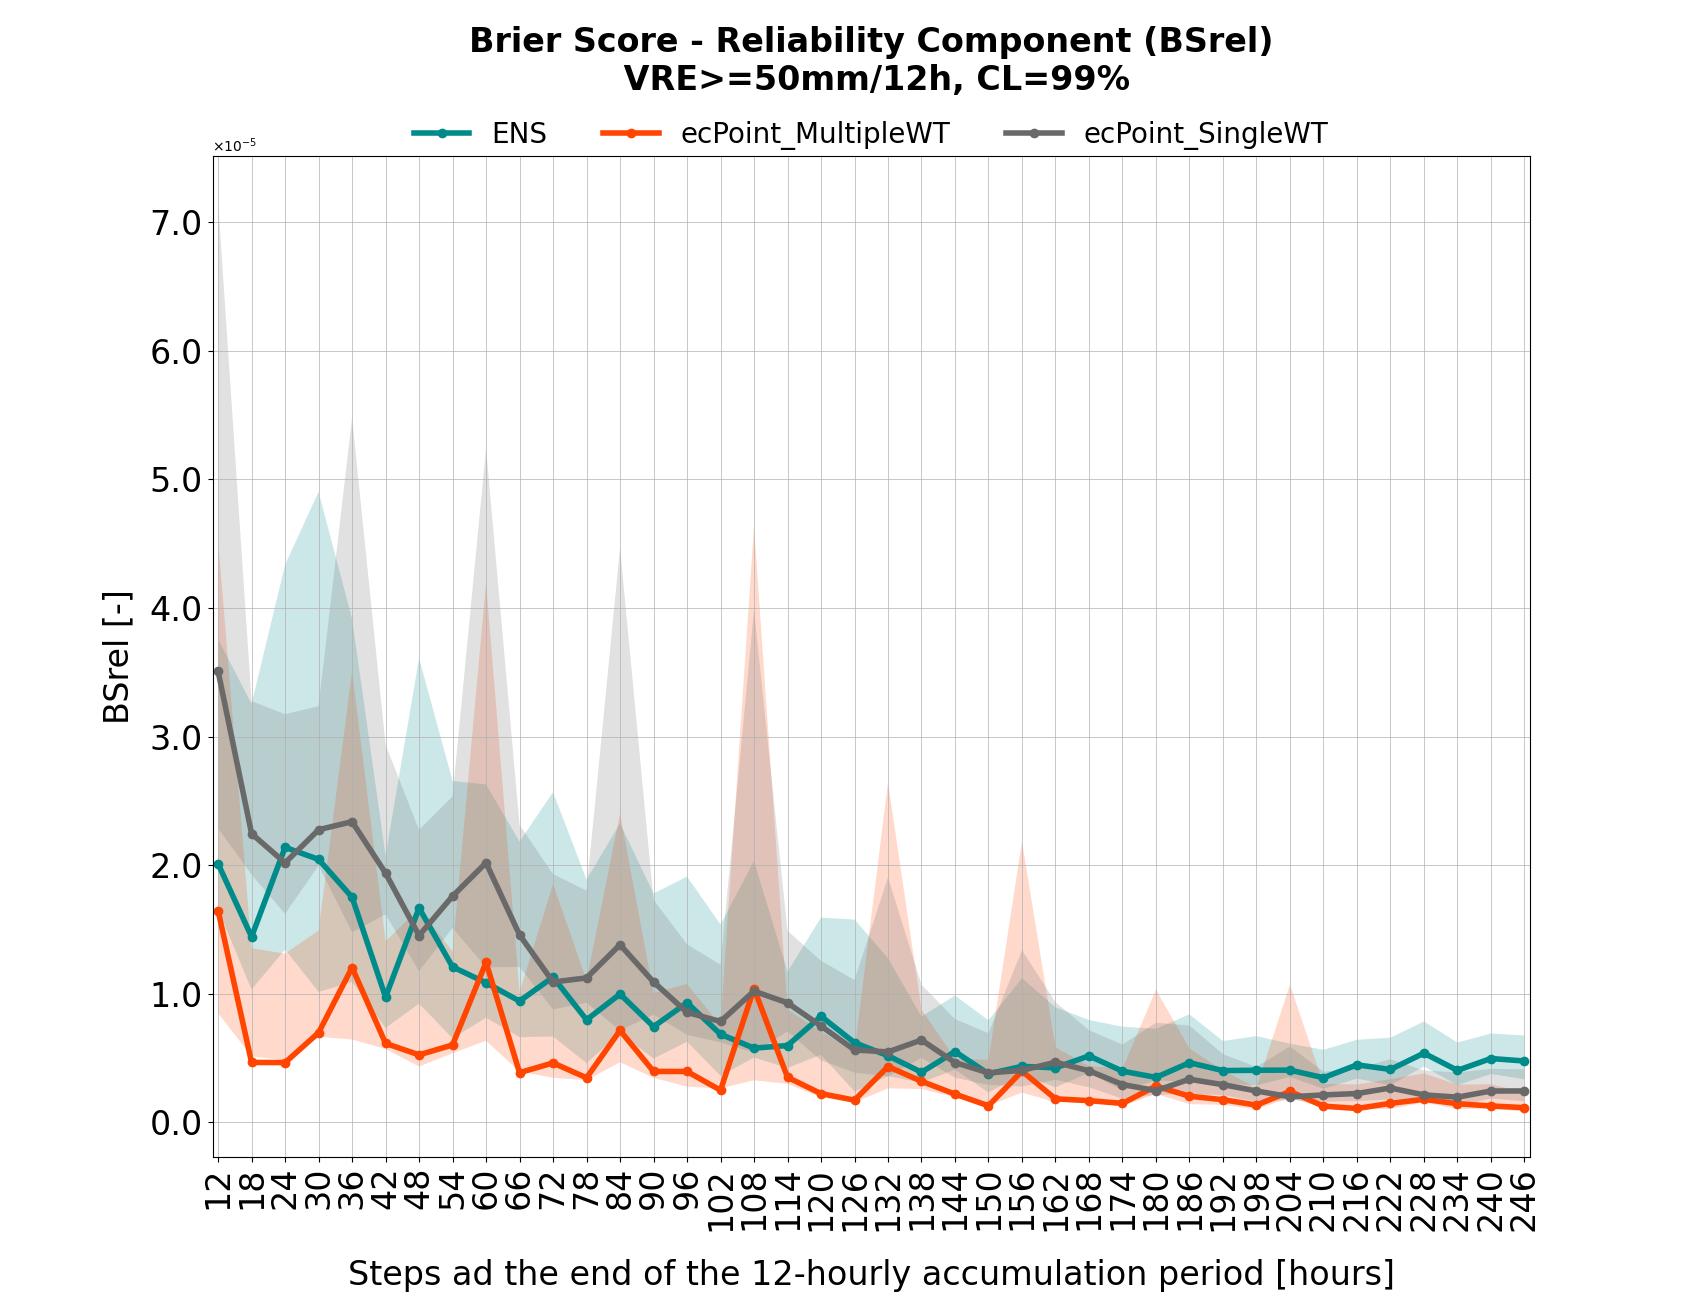 Brier Score - Reliability Component (BSrel)
VRE>=50mm/12h, CL=99%
ENS ecPoint_MultipleWT ecPoint_SingleWT
×10⁻⁵
7.0
6.0
5.0
4.0
3.0
2.0
1.0
0.0
BSrel [-]
12 18 24 30 36 42 48 54 60 66 72 78 84 90 96 102 108 114 120 126 132 138 144 150 156 162 168 174 180 186 192 198 204 210 216 222 228 234 240 246
Steps ad the end of the 12-hourly accumulation period [hours]